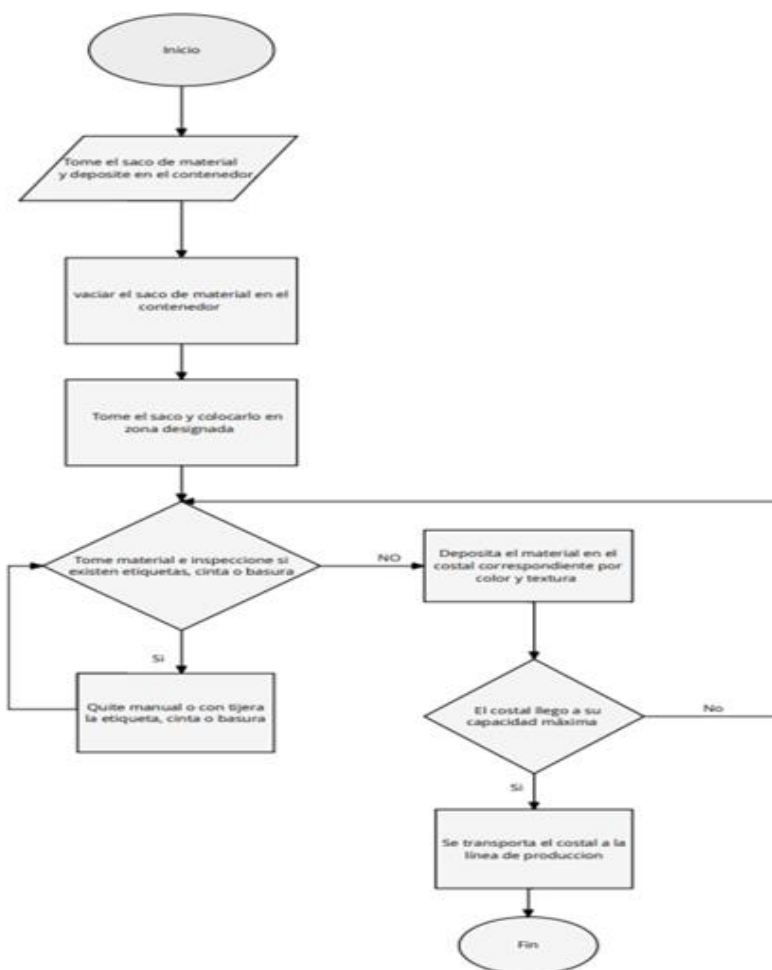 Inicio
Tome el saco de material
y deposite en el contenedor
vaciar el saco de material en el
contenedor
Tome el saco y colocarlo en
zona designada
Tome material e inspeccione si
existen etiquetas, cinta o basura
NO
Deposita el material en el
costal correspondiente por
color y textura
Si
Quite manual o con tijera
la etiqueta, cinta o basura
El costal llego a su
capacidad máxima
No
Si
Se transporta el costal a la
línea de produccion
Fin